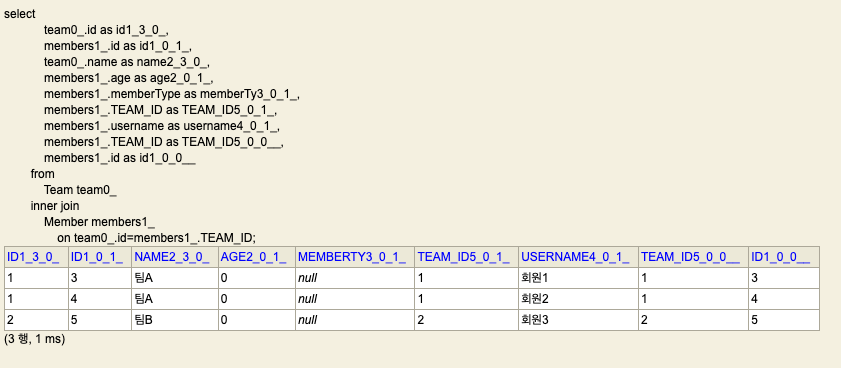 select
team0_.id as id1_3_0_,
members1_.id as id1_0_1_,
team0_.name as name2_3_0_,
members1_.age as age2_0_1_,
members1_.memberType as memberTy3_0_1_,
members1_.TEAM_ID as TEAM_ID5_0_1_,
members1_.username as username4_0_1_,
members1_.TEAM_ID as TEAM_ID5_0_0__,
members1_.id as id1_0_0__
from
Team team0_
inner join
Member members1_
on team0_.id=members1_.TEAM_ID;
ID1_3_0_ ID1_0_1_ NAME2_3_0_ AGE2_0_1_ MEMBERTY3_0_1_ TEAM_ID5_0_1_ USERNAME4_0_1_ TEAM_ID5_0_0__ ID1_0_0__
1 3 팀A 0 null 1 회원1 1 3
1 4 팀A 0 null 1 회원2 1 4
2 5 팀B 0 null 2 회원3 2 5
(3 행, 1 ms)